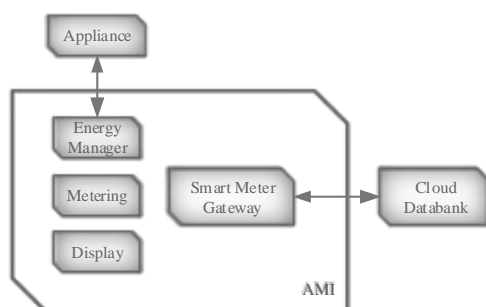 Appliance
Energy
Manager
Metering
Display
Smart Meter
Gateway
Cloud
Databank
AMI